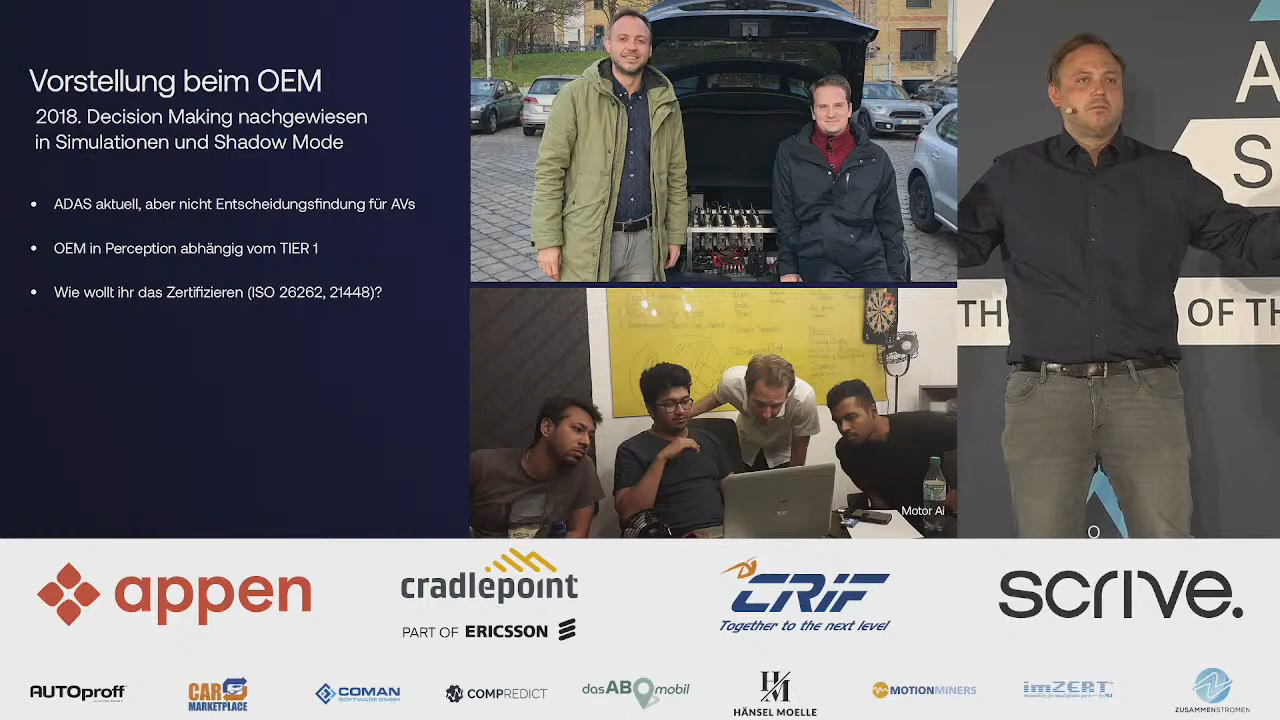 Vorstellung beim OEM
2018. Decision Making nachgewiesen
in Simulationen und Shadow Mode
• ADAS aktuell, aber nicht Entscheidungsfindung für AVs
• OEM in Perception abhängig vom TIER 1
• Wie wollt ihr das Zertifizieren (ISO 26262, 21448)?
Motor Ai
A
S
TH
OF TH
O
appen
cradlepoint
PART OF ERICSSON
CRIF
Together to the next level
scrive.
AUTOproff
CAR
MARKETPLACE
COMAN
SOFTWARE GMBH
COMPREDICT
dasABOmobil
HM
HÄNSEL MOELLE
MOTIONMINERS
imZERT
ZUSAMMENSTROMEN